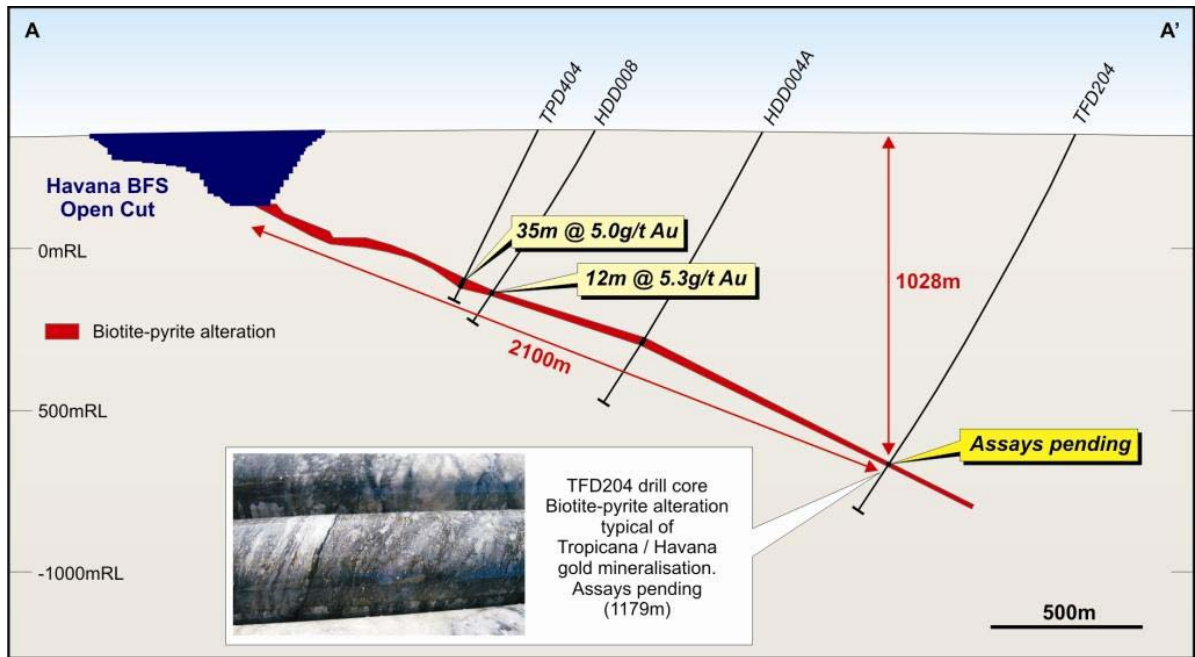 A
A'
TPD404
HDD008
HDD004A
TFD204
Havana BFS
Open Cut
35m @ 5.0g/t Au
0mRL
12m @ 5.3g/t Au
1028m
Biotite-pyrite alteration
2100m
500mRL
Assays pending
TFD204 drill core
Biotite-pyrite alteration
typical of
Tropicana / Havana
gold mineralisation.
Assays pending
(1179m)
-1000mRL
500m